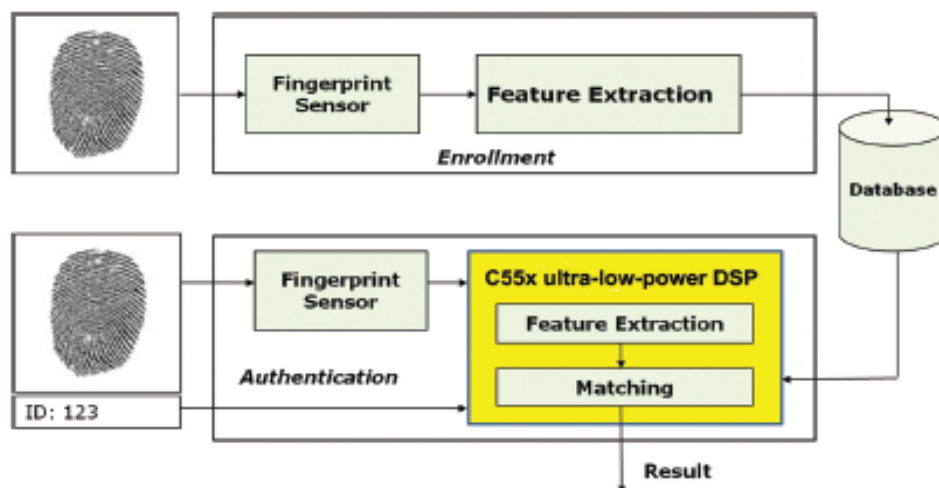 Fingerprint
Sensor
Feature Extraction
Enrollment
Database
Fingerprint
Sensor
C55x ultra-low-power DSP
Feature Extraction
Matching
Authentication
ID: 123
Result